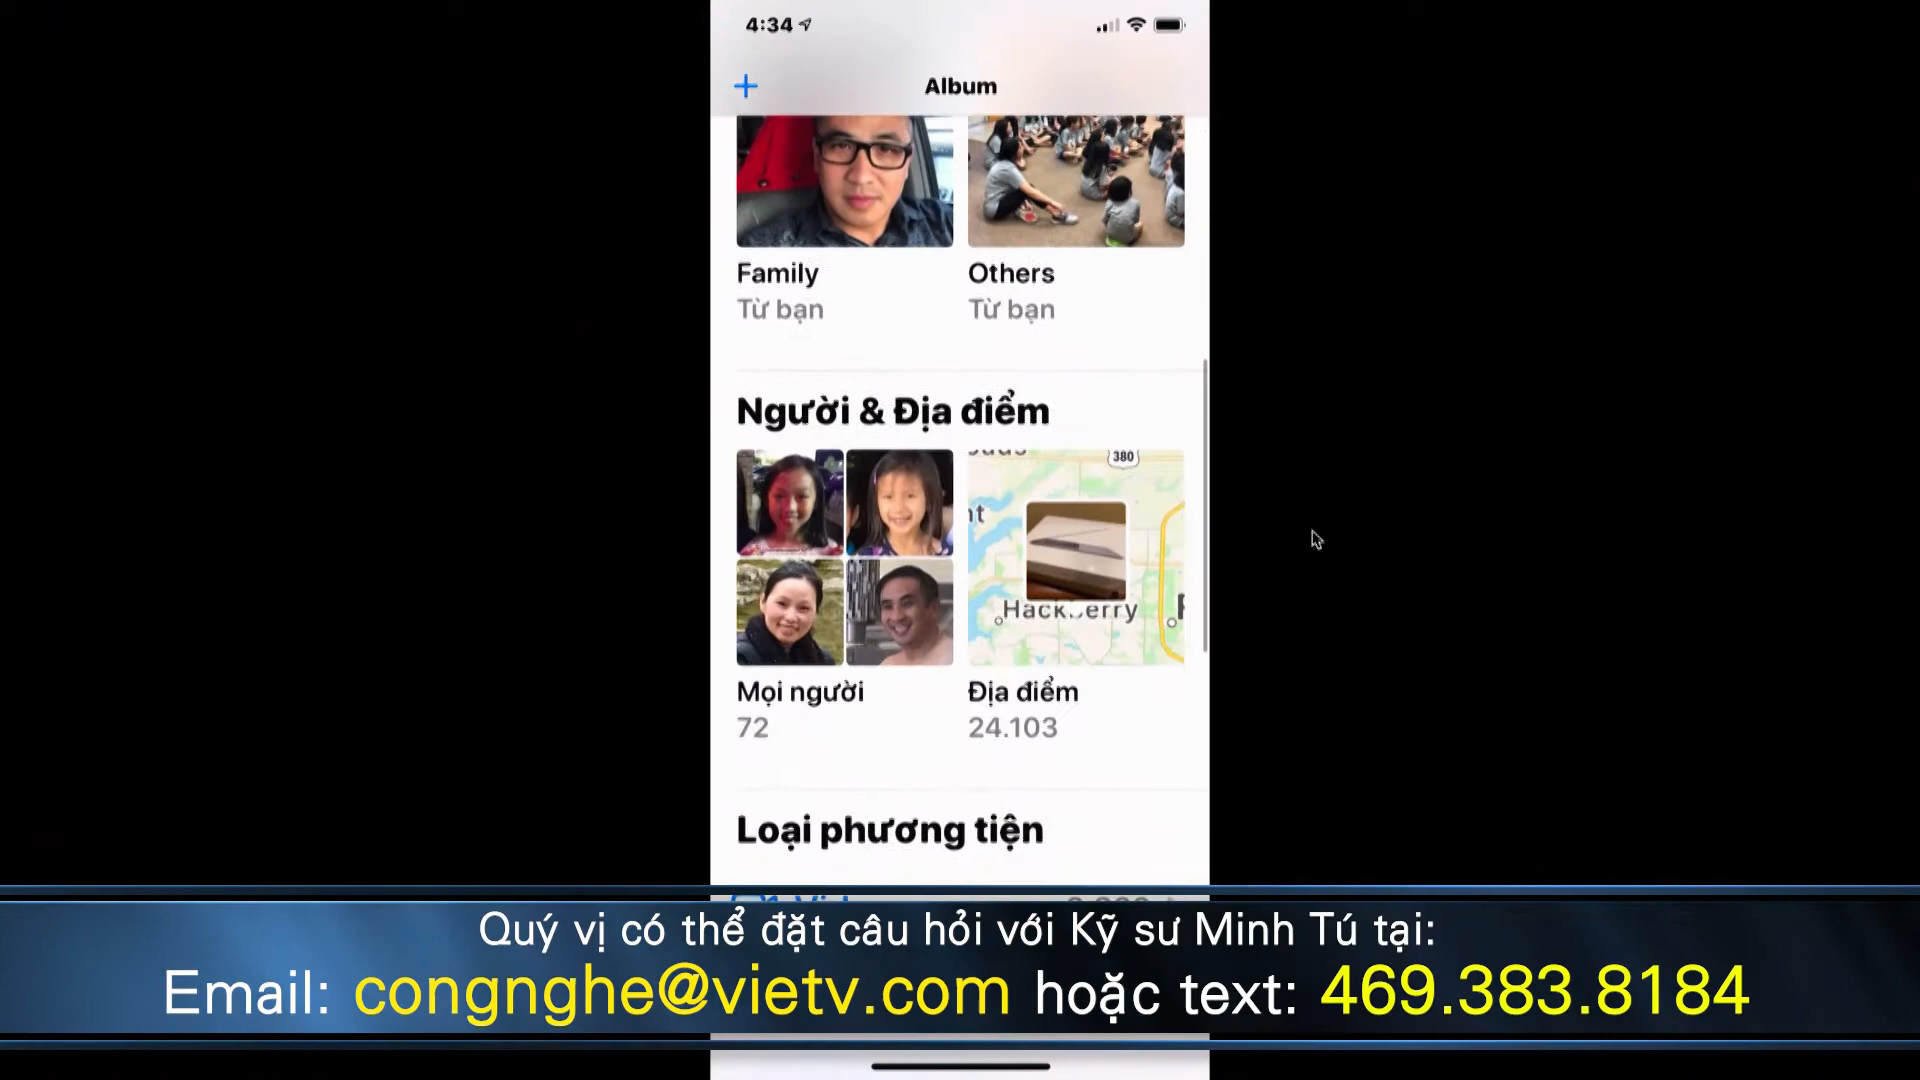 4:34
Album
Family
Others
Từ bạn
Từ bạn
Người & Địa điểm
380
Hackberry
Mọi người
Địa điểm
72
24.103
Loại phương tiện
Quý vị có thể đặt câu hỏi với Kỹ sư Minh Tú tại:
Email: congnghe@vietv.com hoặc text: 469.383.8184